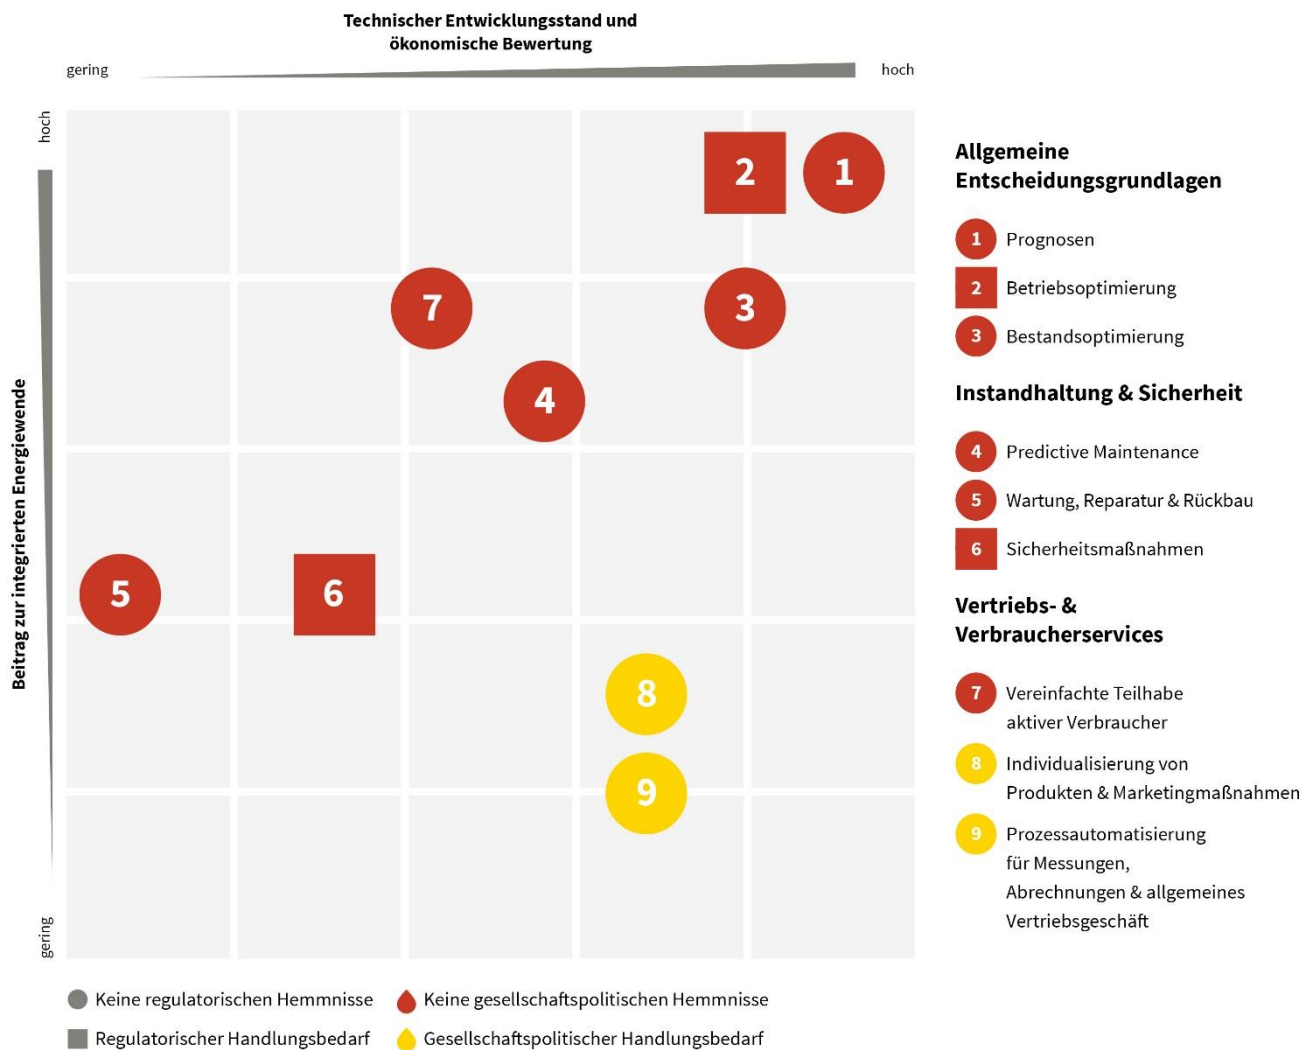 Technischer Entwicklungsstand und
ökonomische Bewertung
gering
hoch
hoch
Beitrag zur integrierten Energiewende
gering
2
1
7
3
4
5
6
8
9
Allgemeine
Entscheidungsgrundlagen
1 Prognosen
2 Betriebsoptimierung
3 Bestandsoptimierung
Instandhaltung & Sicherheit
4 Predictive Maintenance
5 Wartung, Reparatur & Rückbau
6 Sicherheitsmaßnahmen
Vertriebs- &
Verbraucherservices
7 Vereinfachte Teilhabe
aktiver Verbraucher
8 Individualisierung von
Produkten & Marketingmaßnahmen
9 Prozessautomatisierung
für Messungen,
Abrechnungen & allgemeines
Vertriebsgeschäft
Keine regulatorischen Hemmnisse
Keine gesellschaftspolitischen Hemmnisse
Regulatorischer Handlungsbedarf
Gesellschaftspolitischer Handlungsbedarf